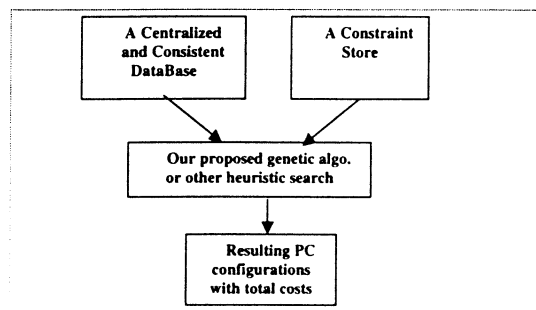 A Centralized
and Consistent
DataBase
A Constraint
Store
Our proposed genetic algo.
or other heuristic search
Resulting PC
configurations
with total costs